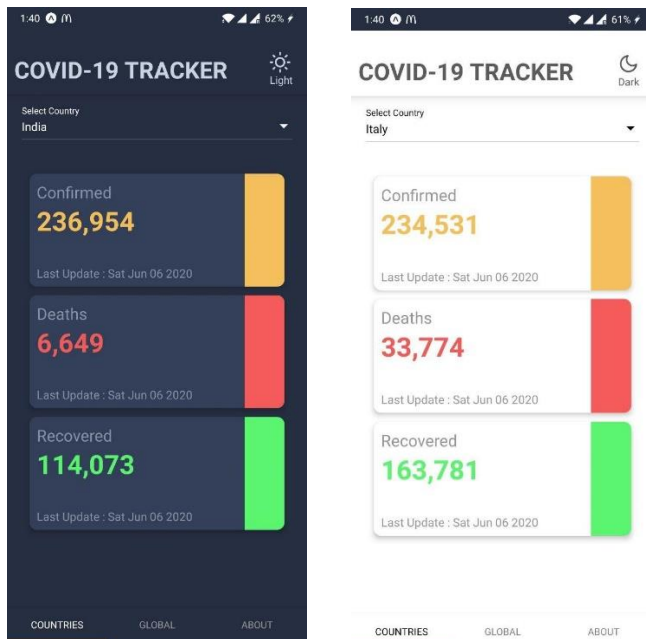 1:40 62%
COVID-19 TRACKER
Light
Select Country
India
Confirmed
236,954
Last Update : Sat Jun 06 2020
Deaths
6,649
Last Update : Sat Jun 06 2020
Recovered
114,073
Last Update : Sat Jun 06 2020
COUNTRIES GLOBAL ABOUT
1:40 61%
COVID-19 TRACKER
Dark
Select Country
Italy
Confirmed
234,531
Last Update : Sat Jun 06 2020
Deaths
33,774
Last Update : Sat Jun 06 2020
Recovered
163,781
Last Update : Sat Jun 06 2020
COUNTRIES GLOBAL ABOUT